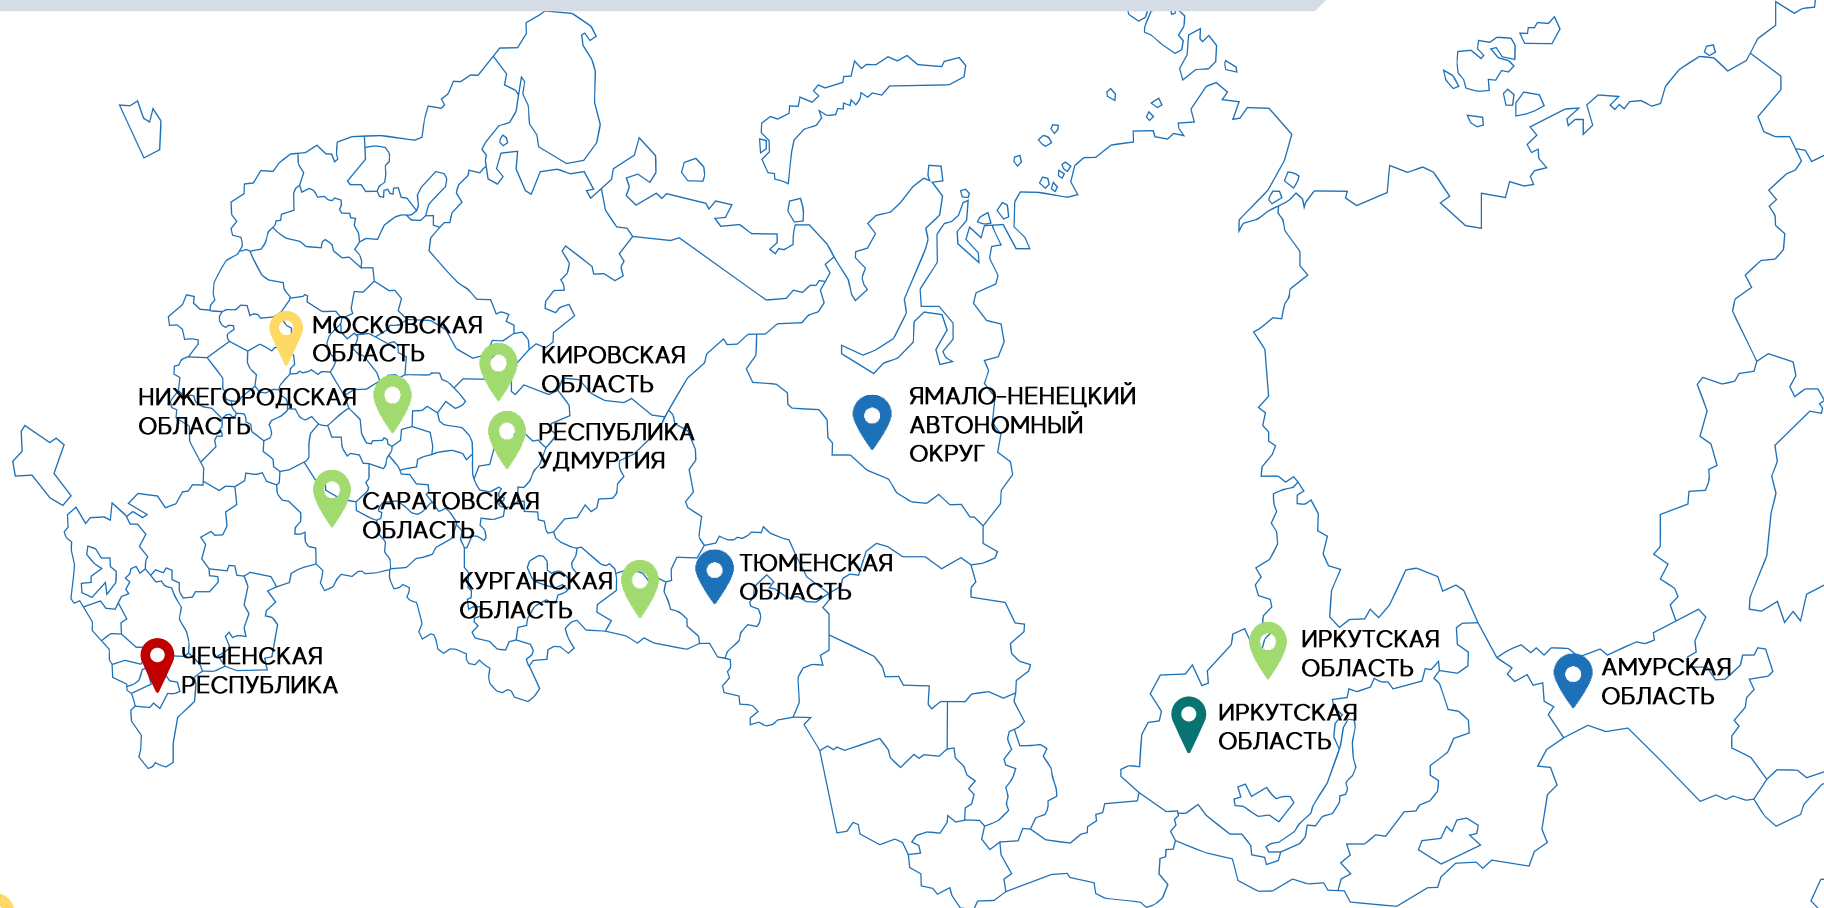 МОСКОВСКАЯ
ОБЛАСТЬ
КИРОВСКАЯ
ОБЛАСТЬ
НИЖЕГОРОДСКАЯ
ОБЛАСТЬ
ЯМАЛО-НЕНЕЦКИЙ
АВТОНОМНЫЙ
ОКРУГ
РЕСПУБЛИКА
УДМУРТИЯ
САРАТОВСКАЯ
ОБЛАСТЬ
ТЮМЕНСКАЯ
ОБЛАСТЬ
КУРГАНСКАЯ
ОБЛАСТЬ
ИРКУТСКАЯ
ОБЛАСТЬ
ЧЕЧЕНСКАЯ
РЕСПУБЛИКА
АМУРСКАЯ
ОБЛАСТЬ
ИРКУТСКАЯ
ОБЛАСТЬ